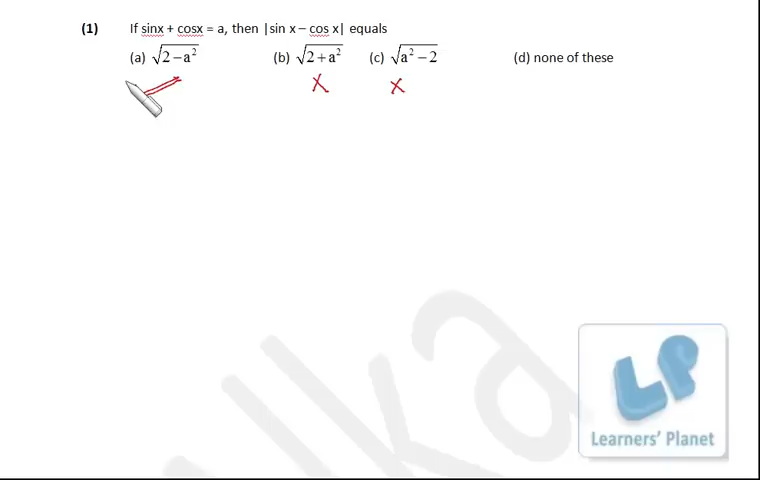 (1) If sinx + cosx = a, then |sin x – cos x| equals
(a) √2–a² (b) √2+a² (c) √a²–2 (d) none of these
X X
LP
Learners' Planet